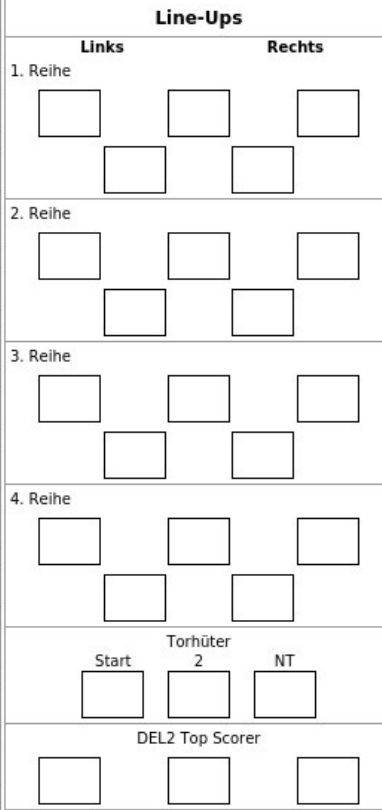 Line-Ups
Links Rechts
1. Reihe
2. Reihe
3. Reihe
4. Reihe
Torhüter
Start 2 NT
DEL2 Top Scorer